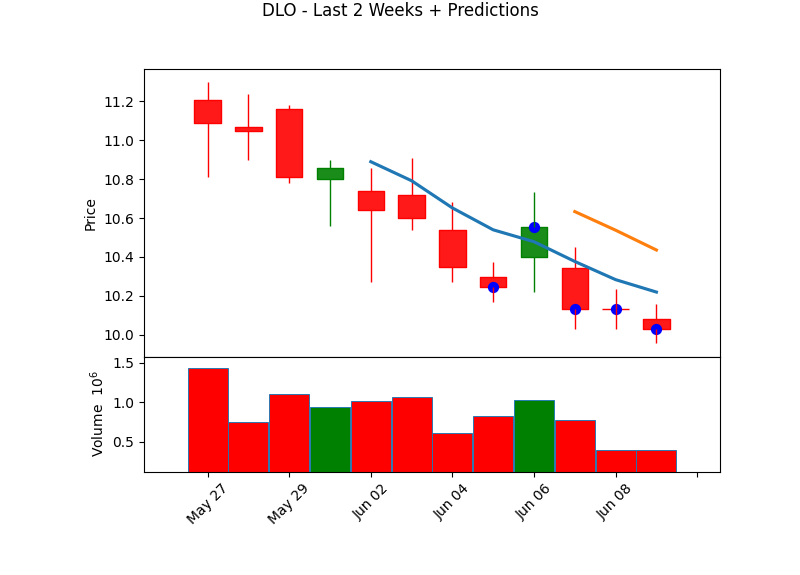 DLO - Last 2 Weeks + Predictions
Price
11.2
11.0
10.8
10.6
10.4
10.2
10.0
Volume 10^6
1.5
1.0
0.5
May 27
May 29
Jun 02
Jun 04
Jun 06
Jun 08